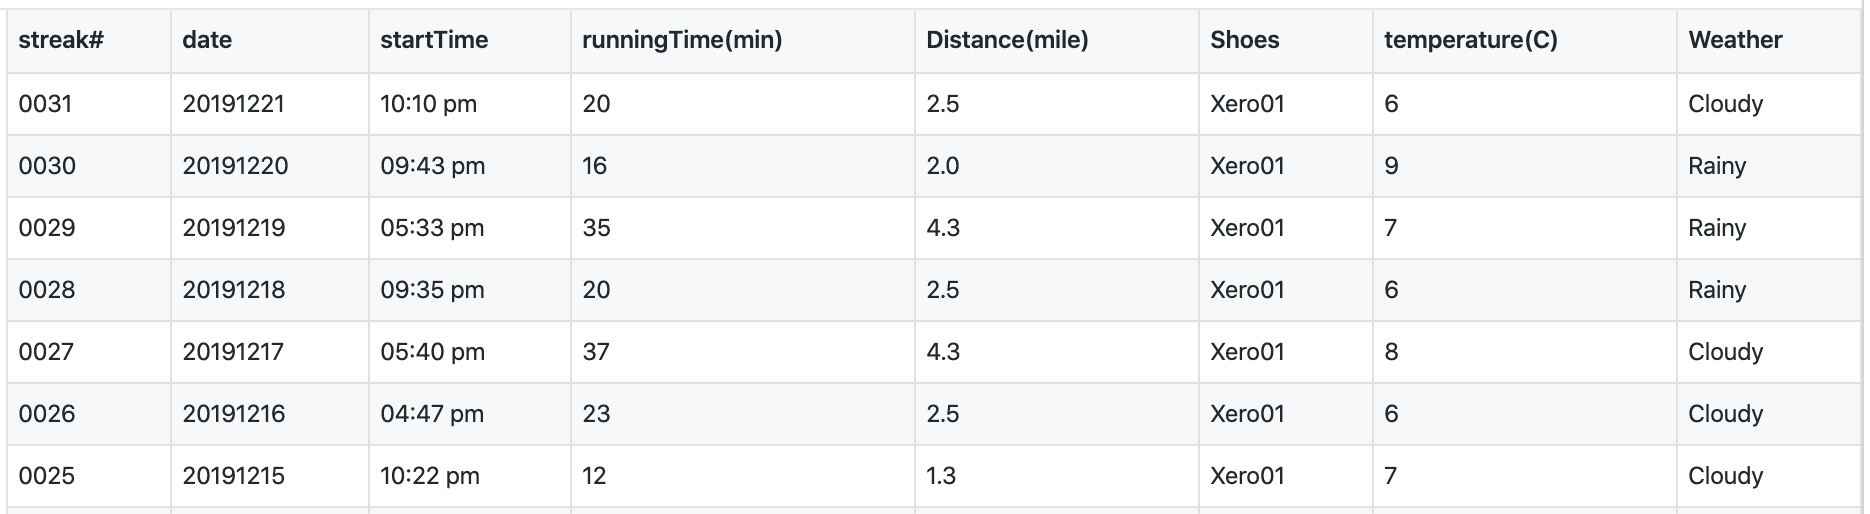 streak# date startTime runningTime(min) Distance(mile) Shoes temperature(C) Weather
0031 20191221 10:10 pm 20 2.5 Xero01 6 Cloudy
0030 20191220 09:43 pm 16 2.0 Xero01 9 Rainy
0029 20191219 05:33 pm 35 4.3 Xero01 7 Rainy
0028 20191218 09:35 pm 20 2.5 Xero01 6 Rainy
0027 20191217 05:40 pm 37 4.3 Xero01 8 Cloudy
0026 20191216 04:47 pm 23 2.5 Xero01 6 Cloudy
0025 20191215 10:22 pm 12 1.3 Xero01 7 Cloudy